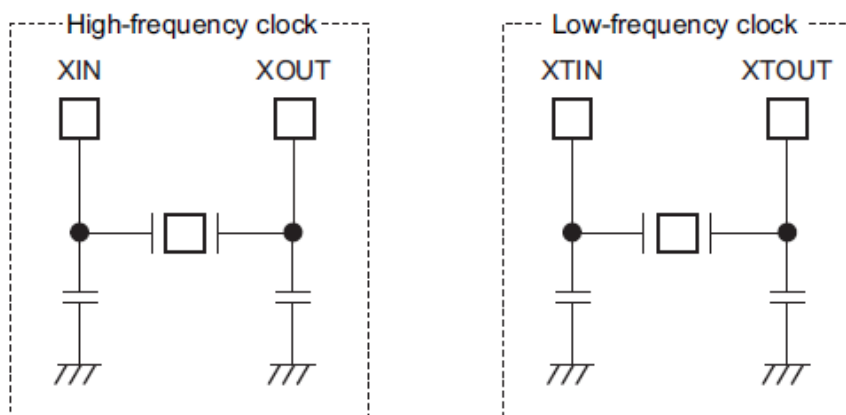 High-frequency clock
Low-frequency clock
XIN XOUT
XTIN XTOUT